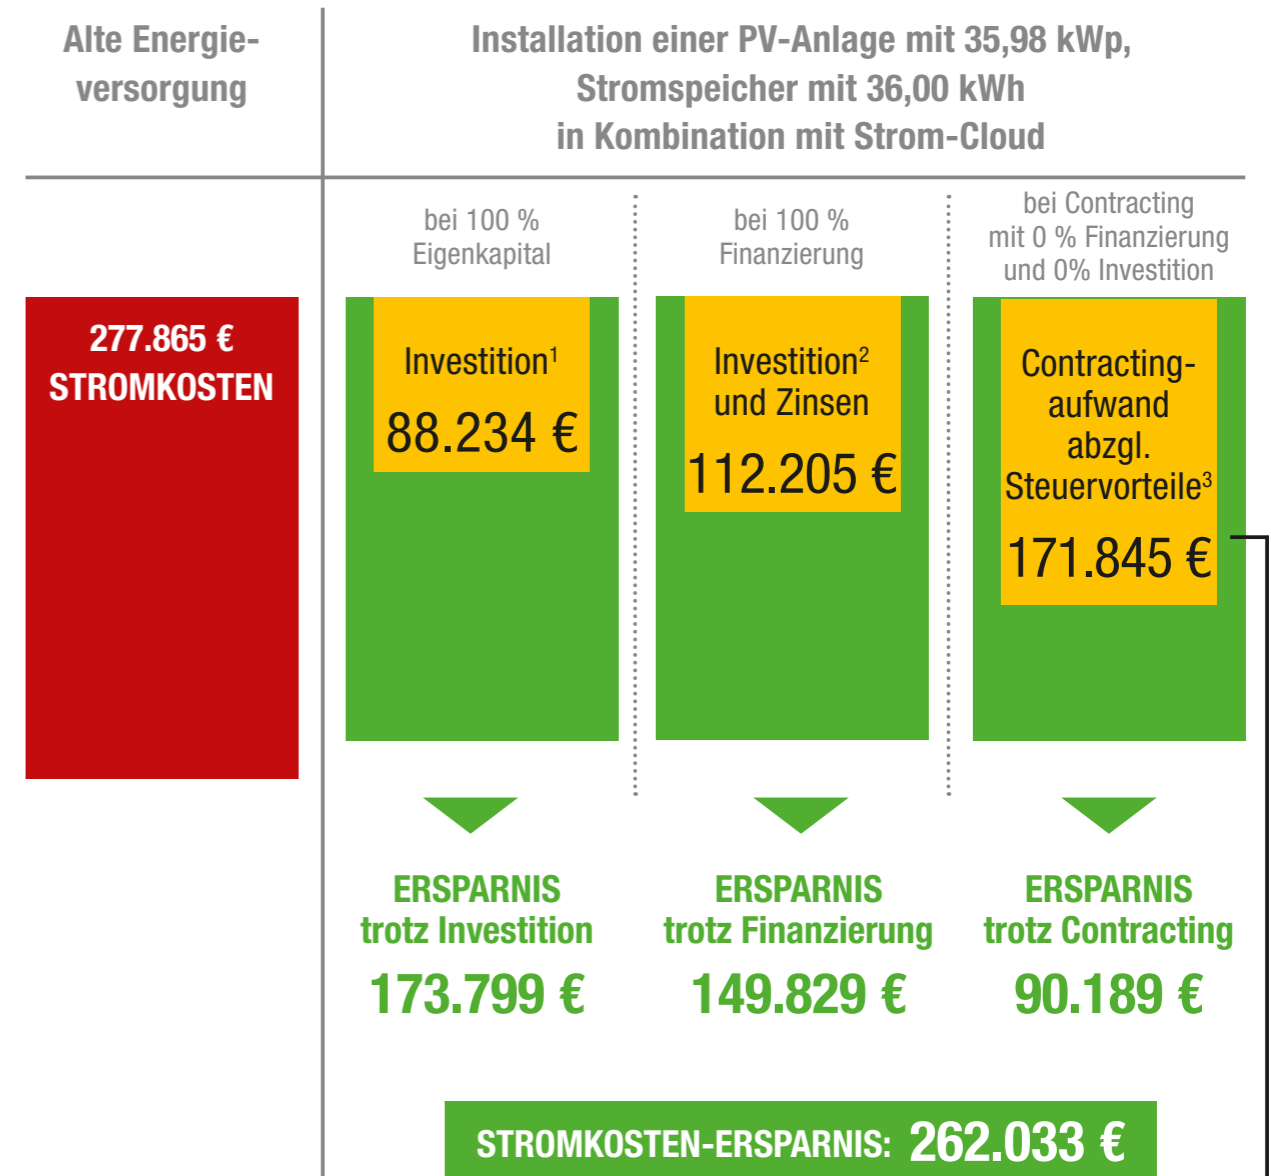 Alte Energie-
versorgung
Installation einer PV-Anlage mit 35,98 kWp,
Stromspeicher mit 36,00 kWh
in Kombination mit Strom-Cloud
bei 100 %
Eigenkapital
bei 100 %
Finanzierung
bei Contracting
mit 0 % Finanzierung
und 0% Investition
277.865 €
STROMKOSTEN
Investition¹
88.234 €
Investition²
und Zinsen
112.205 €
Contracting-
aufwand
abzgl.
Steuervorteile³
171.845 €
ERSPARNIS
trotz Investition
173.799 €
ERSPARNIS
trotz Finanzierung
149.829 €
ERSPARNIS
trotz Contracting
90.189 €
STROMKOSTEN-ERSPARNIS: 262.033 €